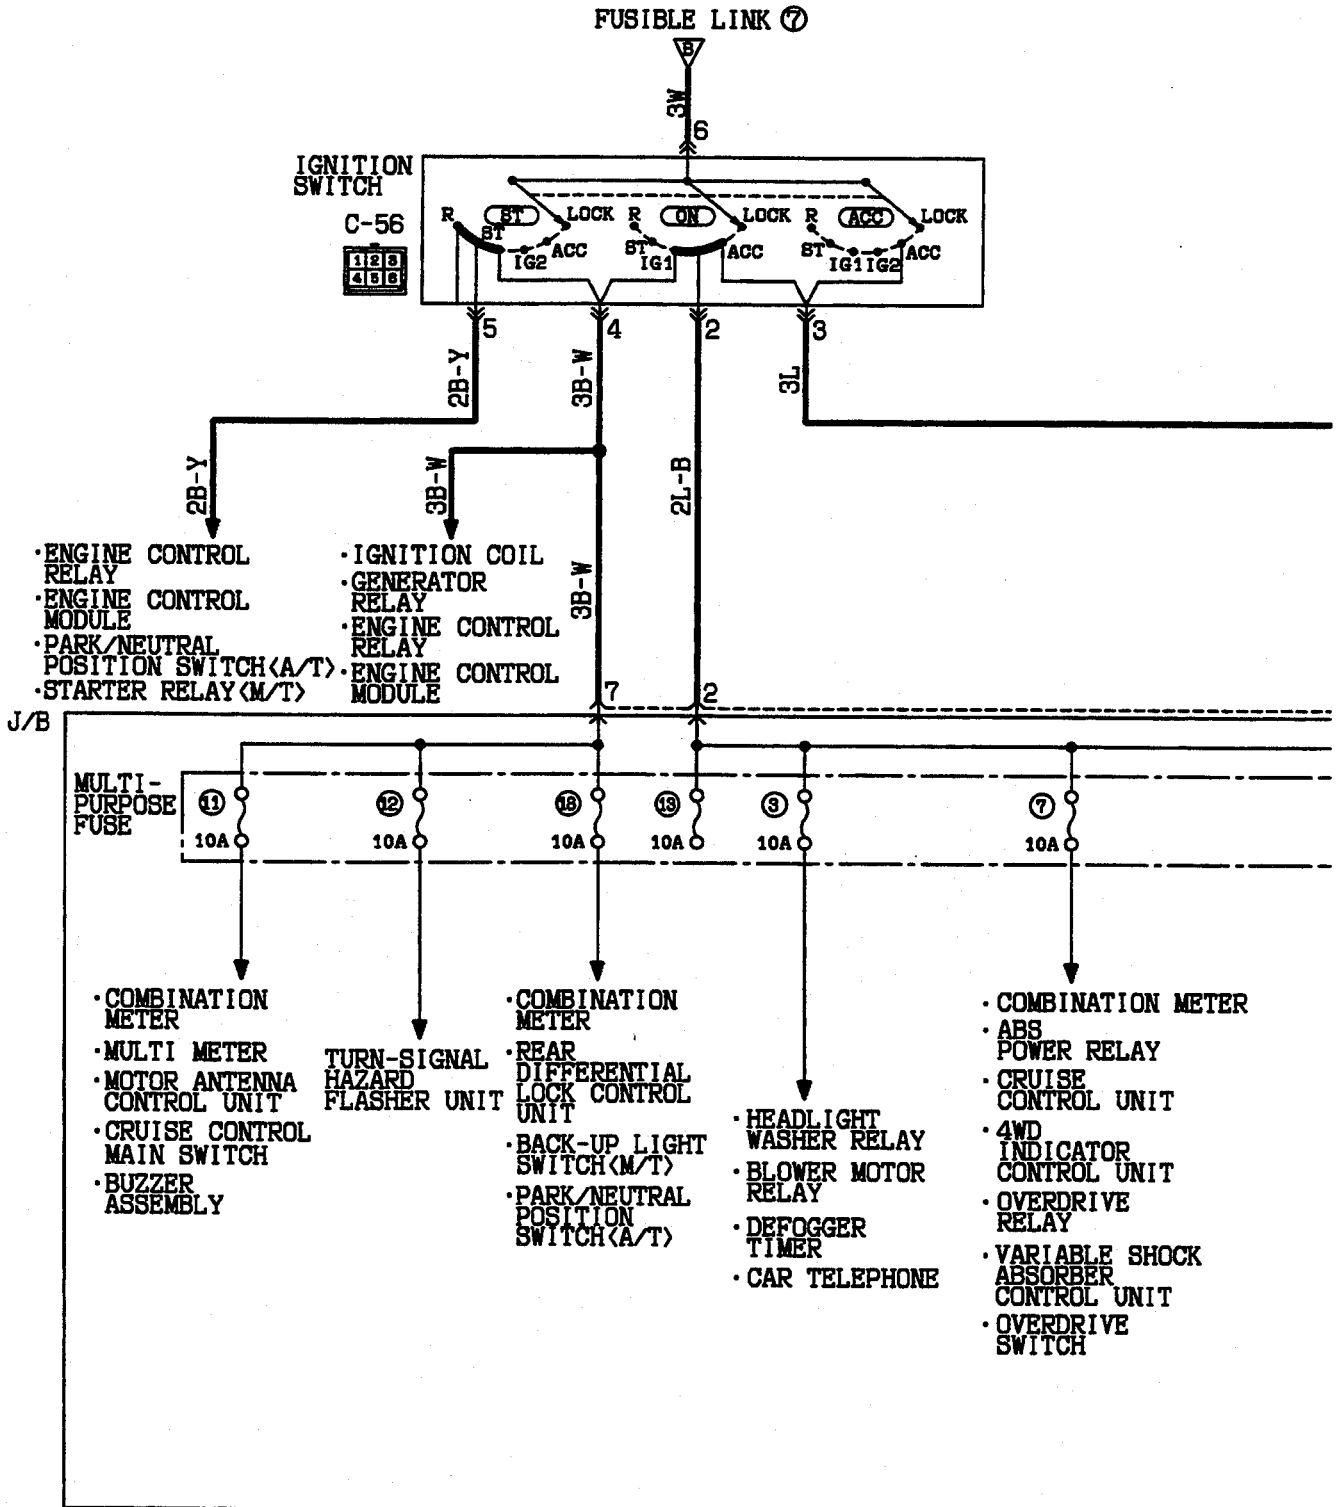 FUSIBLE LINK ⑦
B
3W
6
IGNITION
SWITCH
C-56
1 2 3
4 5 6
R ST ST IG2 ACC LOCK
R ST ON IG1 ACC LOCK
R ST ACC IG1 IG2 ACC LOCK
5 4 2 3
2B-Y 3B-W 3L
2B-Y 3B-W 2L-B
3B-W
·ENGINE CONTROL
RELAY
·ENGINE CONTROL
MODULE
·PARK/NEUTRAL
POSITION SWITCH<A/T>
·STARTER RELAY<M/T>
·IGNITION COIL
·GENERATOR
RELAY
·ENGINE CONTROL
RELAY
·ENGINE CONTROL
MODULE
7 2
J/B
MULTI-
PURPOSE
FUSE
⑪ ⑫ ⑱ ⑬ ③ ⑦
10A 10A 10A 10A 10A 10A
·COMBINATION
METER
·MULTI METER
·MOTOR ANTENNA
CONTROL UNIT
·CRUISE CONTROL
MAIN SWITCH
·BUZZER
ASSEMBLY
TURN-SIGNAL
HAZARD
FLASHER UNIT
·COMBINATION
METER
·REAR
DIFFERENTIAL
LOCK CONTROL
UNIT
·BACK-UP LIGHT
SWITCH<M/T>
·PARK/NEUTRAL
POSITION
SWITCH<A/T>
·HEADLIGHT
WASHER RELAY
·BLOWER MOTOR
RELAY
·DEFOGGER
TIMER
·CAR TELEPHONE
·COMBINATION METER
·ABS
POWER RELAY
·CRUISE
CONTROL UNIT
·4WD
INDICATOR
CONTROL UNIT
·OVERDRIVE
RELAY
·VARIABLE SHOCK
ABSORBER
CONTROL UNIT
·OVERDRIVE
SWITCH